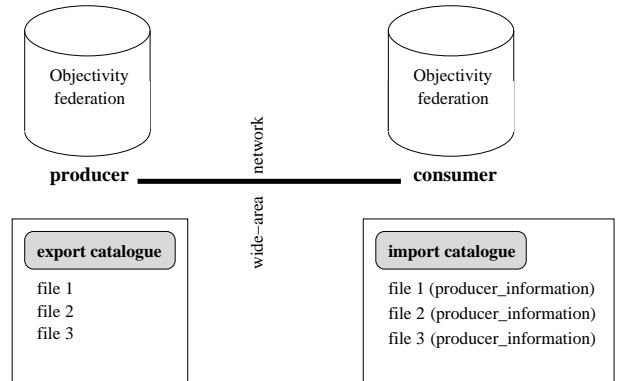 Objectivity
federation
Objectivity
federation
producer
wide-area network
consumer
export catalogue
file 1
file 2
file 3
import catalogue
file 1 (producer_information)
file 2 (producer_information)
file 3 (producer_information)